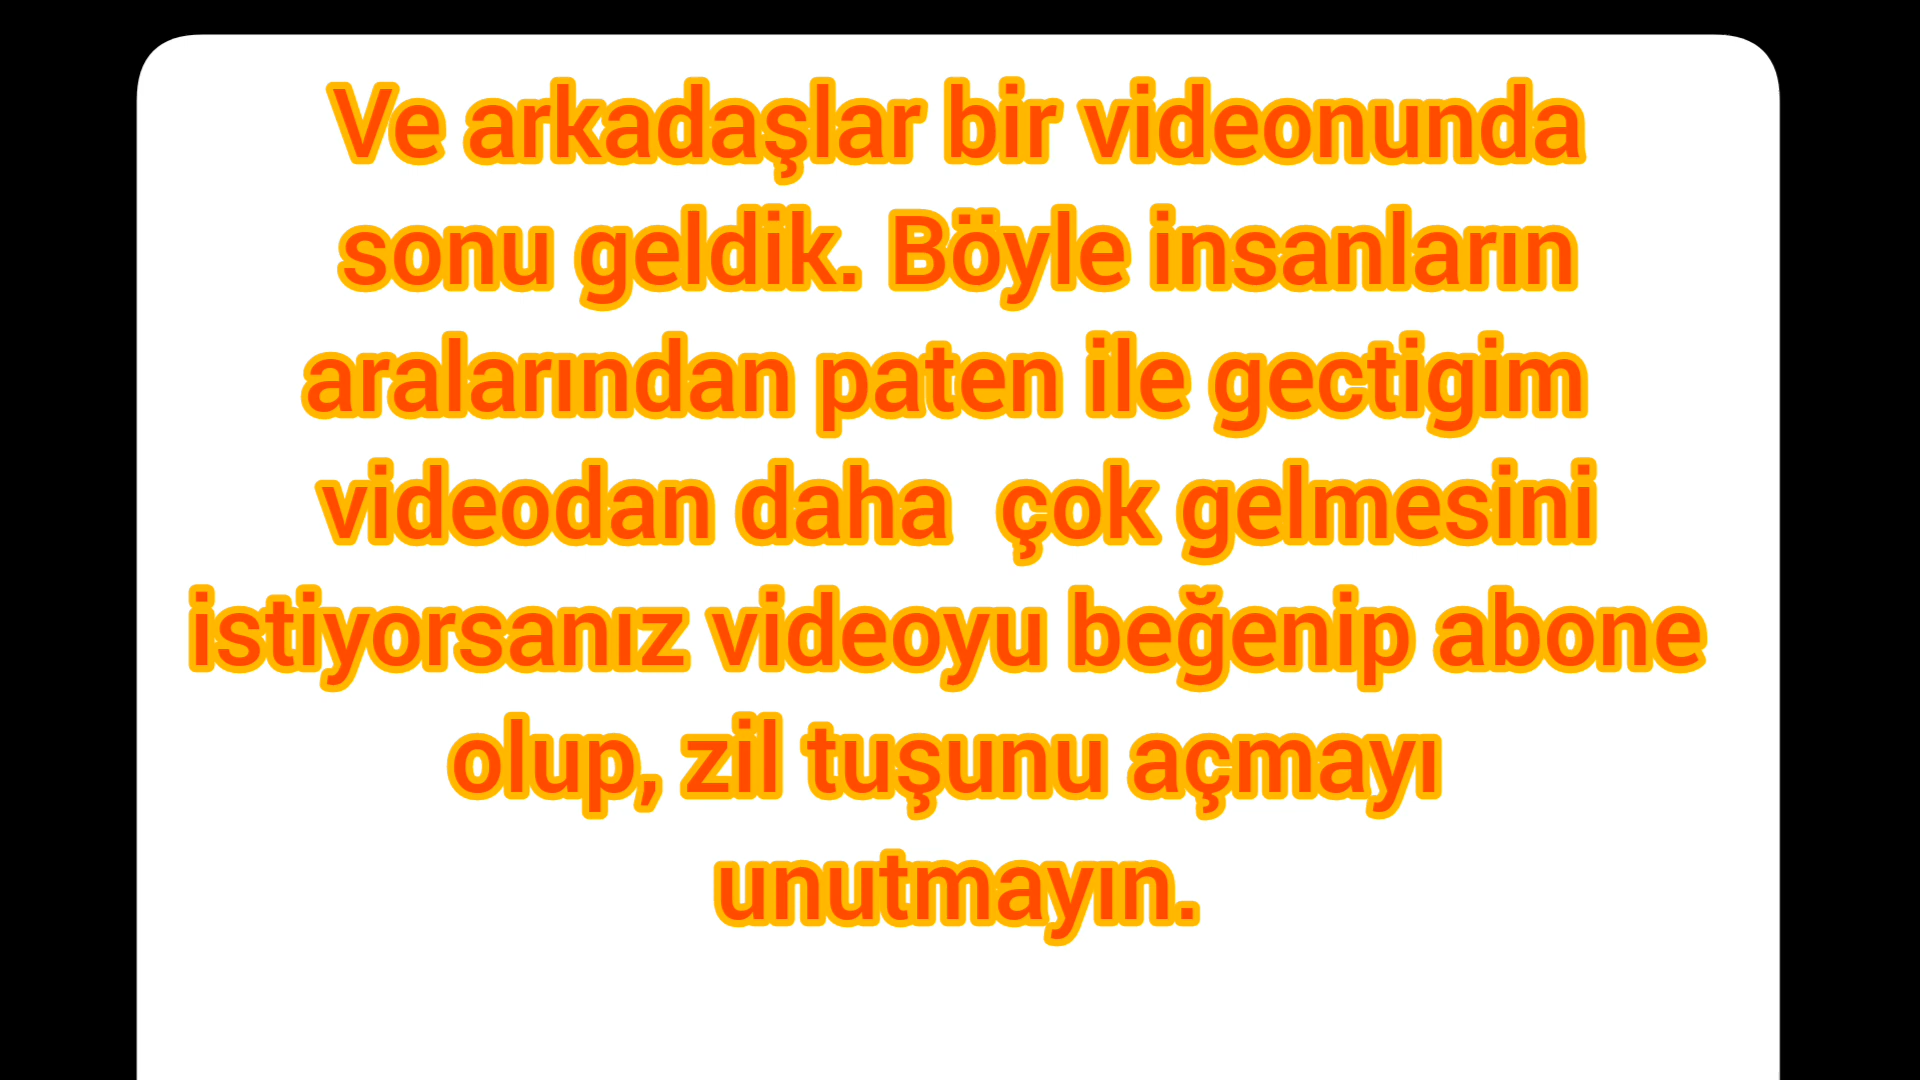 Ve arkadaşlar bir videonunda
sonu geldik. Böyle insanların
aralarından paten ile gectigim
videodan daha  çok gelmesini
istiyorsanız videoyu beğenip abone
olup, zil tuşunu açmayı
unutmayın.